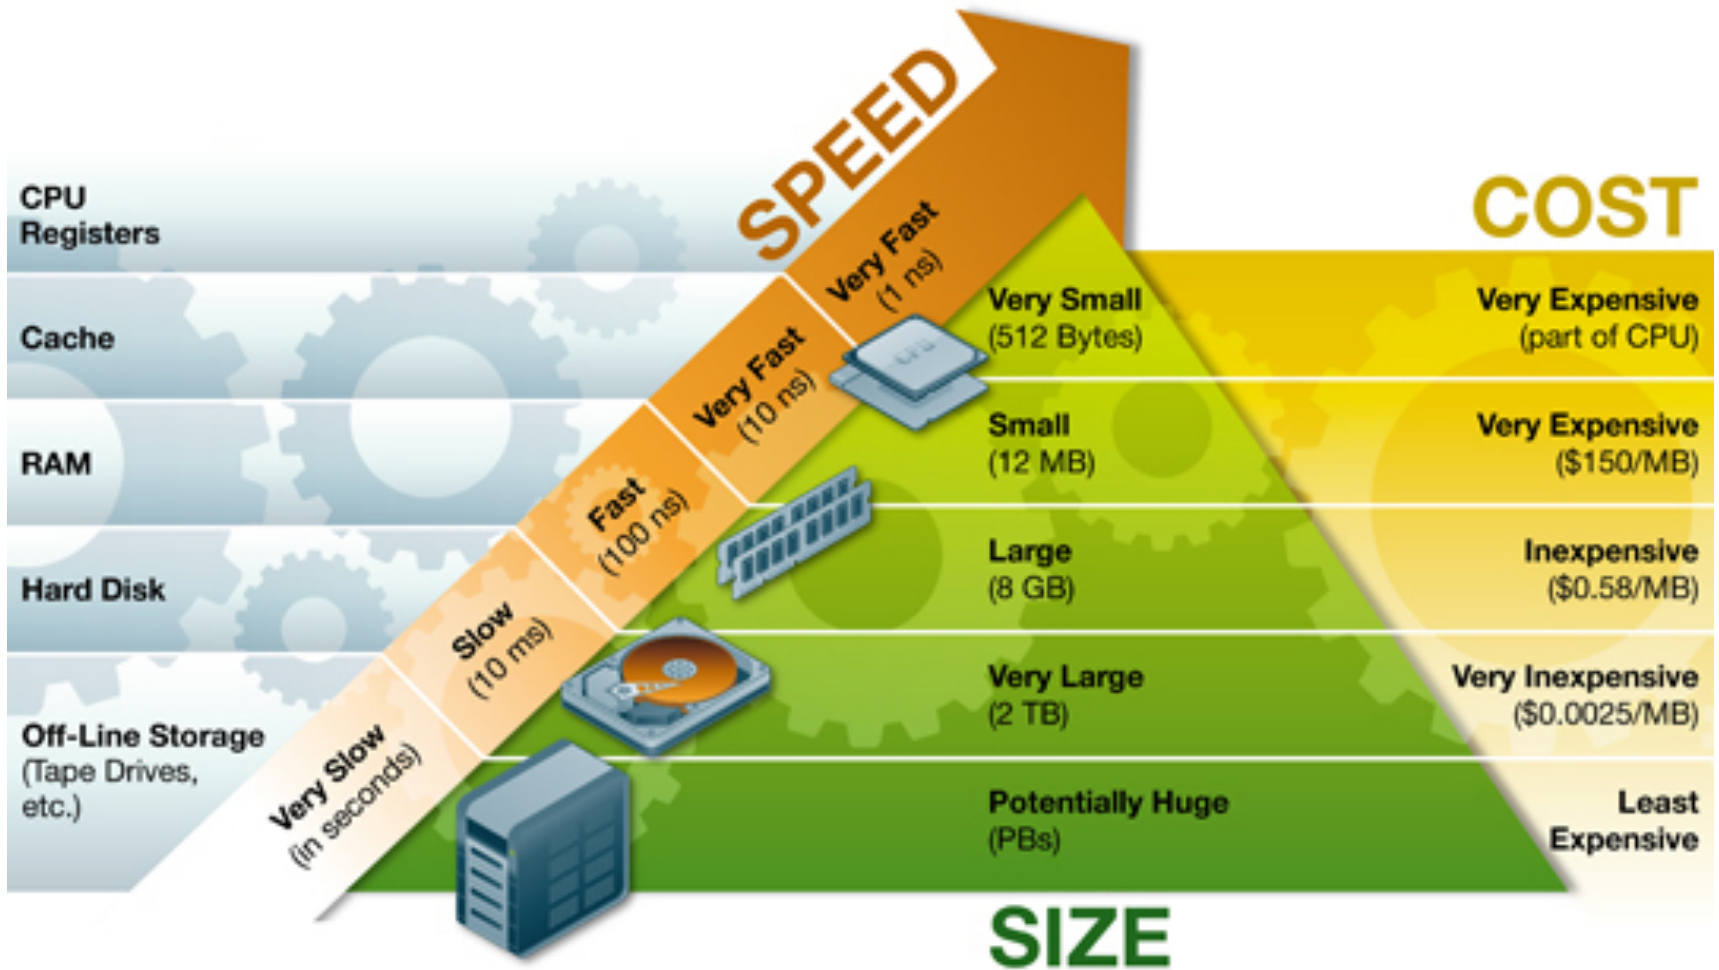 SPEED
COST
CPU
Registers
Very Fast
(1 ns)
CPU
Very Small
(512 Bytes)
Very Expensive
(part of CPU)
Cache
Very Fast
(10 ns)
Small
(12 MB)
Very Expensive
($150/MB)
RAM
Fast
(100 ns)
Large
(8 GB)
Inexpensive
($0.58/MB)
Hard Disk
Slow
(10 ms)
Very Large
(2 TB)
Very Inexpensive
($0.0025/MB)
Off-Line Storage
(Tape Drives,
etc.)
Very Slow
(in seconds)
Potentially Huge
(PBs)
Least
Expensive
SIZE